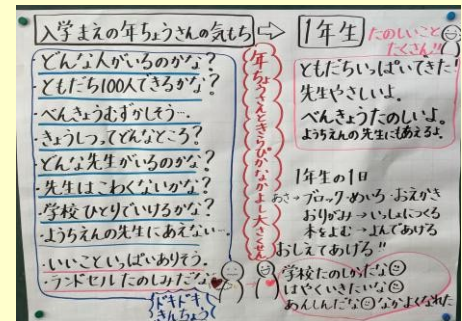 入学まえの年ちょうさんの気もち
⇨
1年生
たのしいこと
たくさん!!
・どんな人がいるのかな?
・ともだち100人できるかな?
・べんきょうむずかしそう…。
・きょうしつってどんなところ?
・どんな先生がいるのかな?
・先生はこわくないかな?
・学校ひとりでいけるかな?
・ようちえんの先生にあえない…
・いいこといっぱいありそう。
・ランドセルたのしみだな
ドキドキ
きんちょう
年ちょうさんときらぴかなかよし大さくせん
ともだちいっぱいできた!
先生やさしいよ。
べんきょうたのしいよ。
ようちえんの先生にもあえるよ。
1年生の1日
あさ→ブロック・めいろ・おえかき
おりがみ→いっしょにつくる
本をよむ→よんであげる
おしえてあげる!!
学校たのしみだな
はやくいきたいな
あんしんだな なかよくなれた